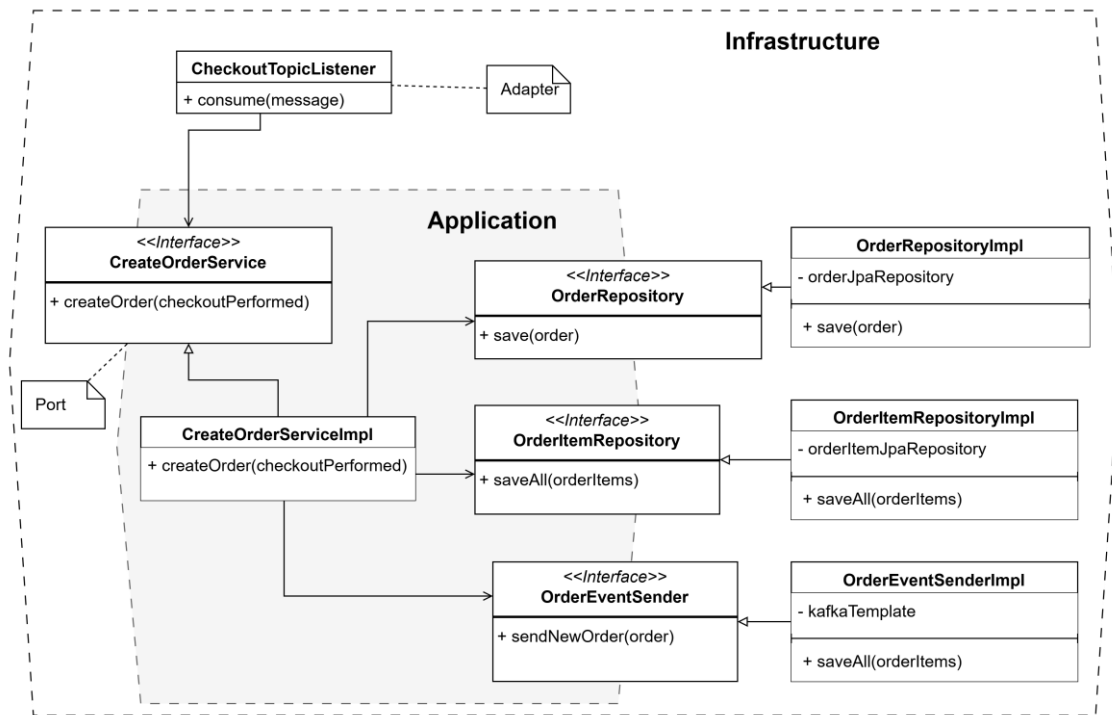 Infrastructure
CheckoutTopicListener
+ consume(message)
Adapter
Application
<<Interface>>
CreateOrderService
+ createOrder(checkoutPerformed)
Port
CreateOrderServiceImpl
+ createOrder(checkoutPerformed)
<<Interface>>
OrderRepository
+ save(order)
OrderRepositoryImpl
- orderJpaRepository
+ save(order)
<<Interface>>
OrderItemRepository
+ saveAll(orderItems)
OrderItemRepositoryImpl
- orderItemJpaRepository
+ saveAll(orderItems)
<<Interface>>
OrderEventSender
+ sendNewOrder(order)
OrderEventSenderImpl
- kafkaTemplate
+ saveAll(orderItems)